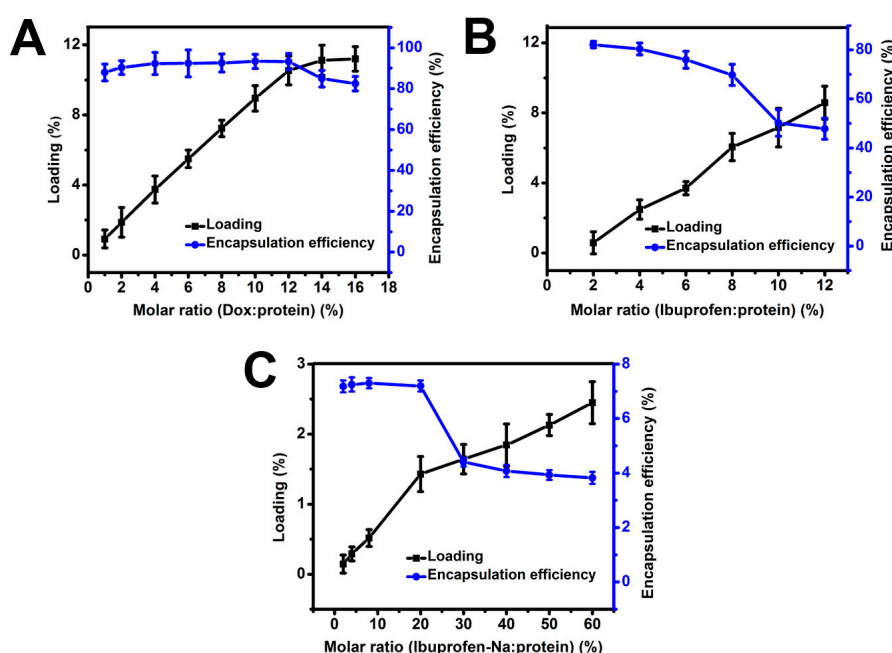 A
Loading (%)
12
8
4
0
100
80
60
40
20
0
Encapsulation efficiency (%)
Loading
Encapsulation efficiency
0 2 4 6 8 10 12 14 16 18
Molar ratio (Dox:protein) (%)
B
Loading (%)
12
8
4
0
80
60
40
20
0
Encapsulation efficiency (%)
Loading
Encapsulation efficiency
0 2 4 6 8 10 12
Molar ratio (Ibuprofen:protein) (%)
C
Loading (%)
3
2
1
0
8
6
4
2
0
Encapsulation efficiency (%)
Loading
Encapsulation efficiency
0 10 20 30 40 50 60
Molar ratio (Ibuprofen-Na:protein) (%)